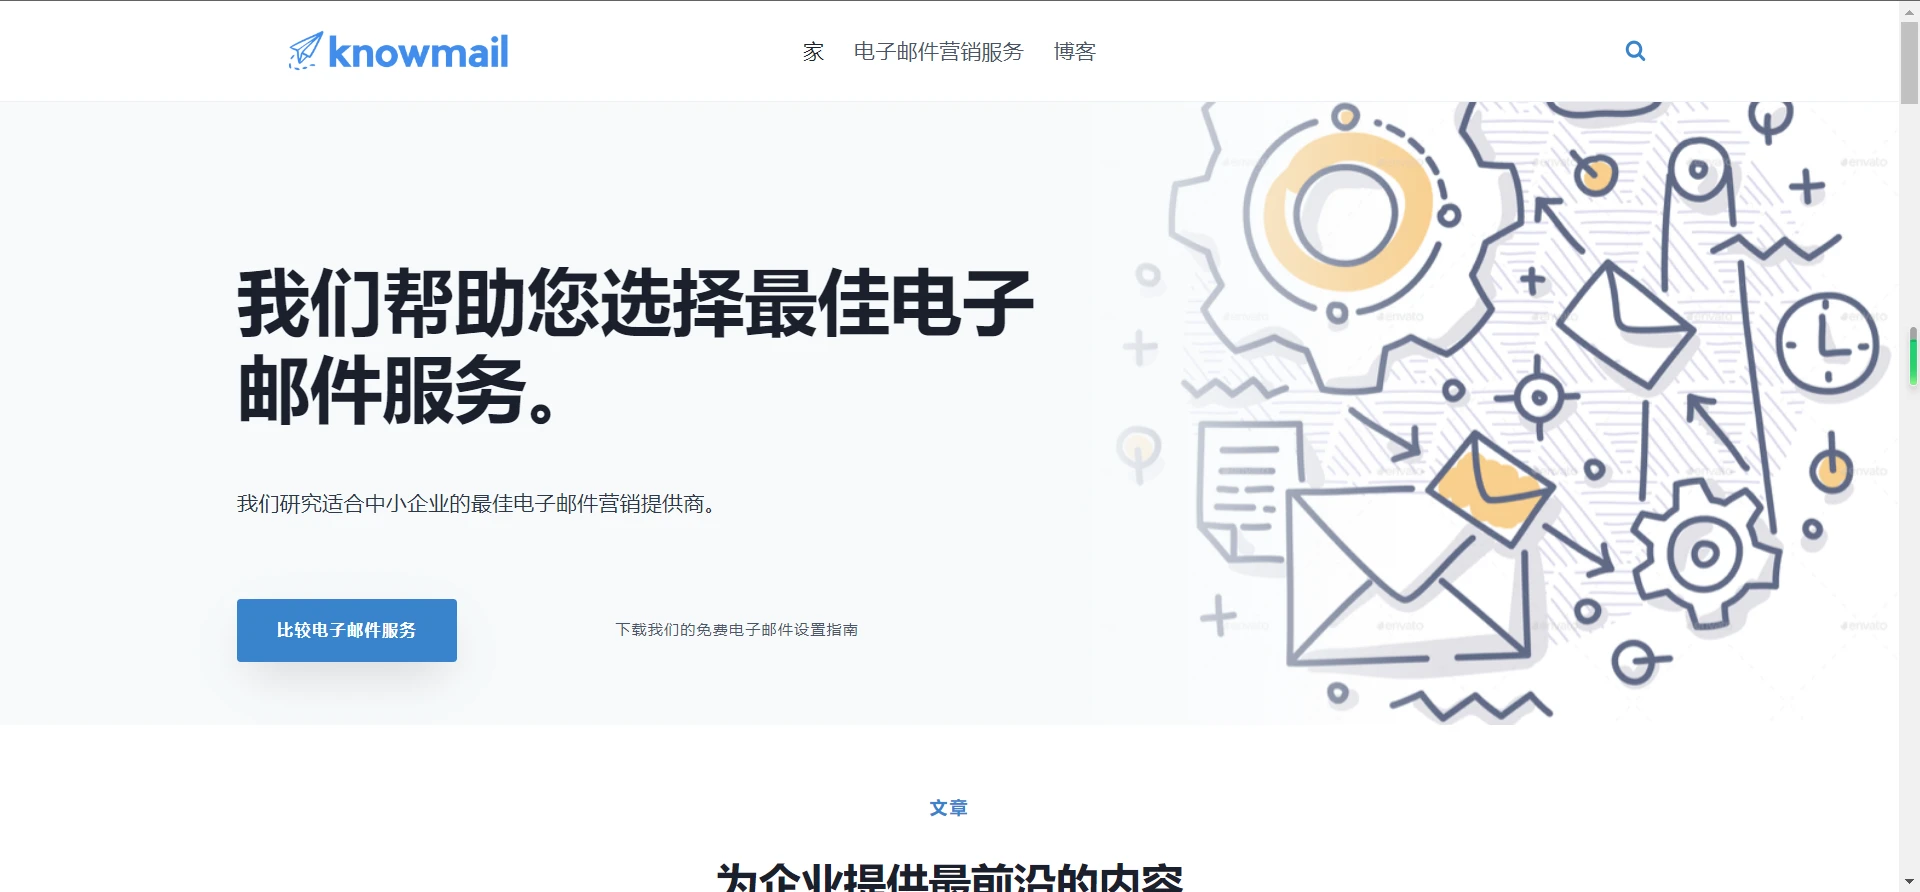 knowmail
家 电子邮件营销服务 博客
我们帮助您选择最佳电子
邮件服务。
我们研究适合中小企业的最佳电子邮件营销提供商。
比较电子邮件服务 下载我们的免费电子邮件设置指南
文章
为企业提供最前沿的内容
envato